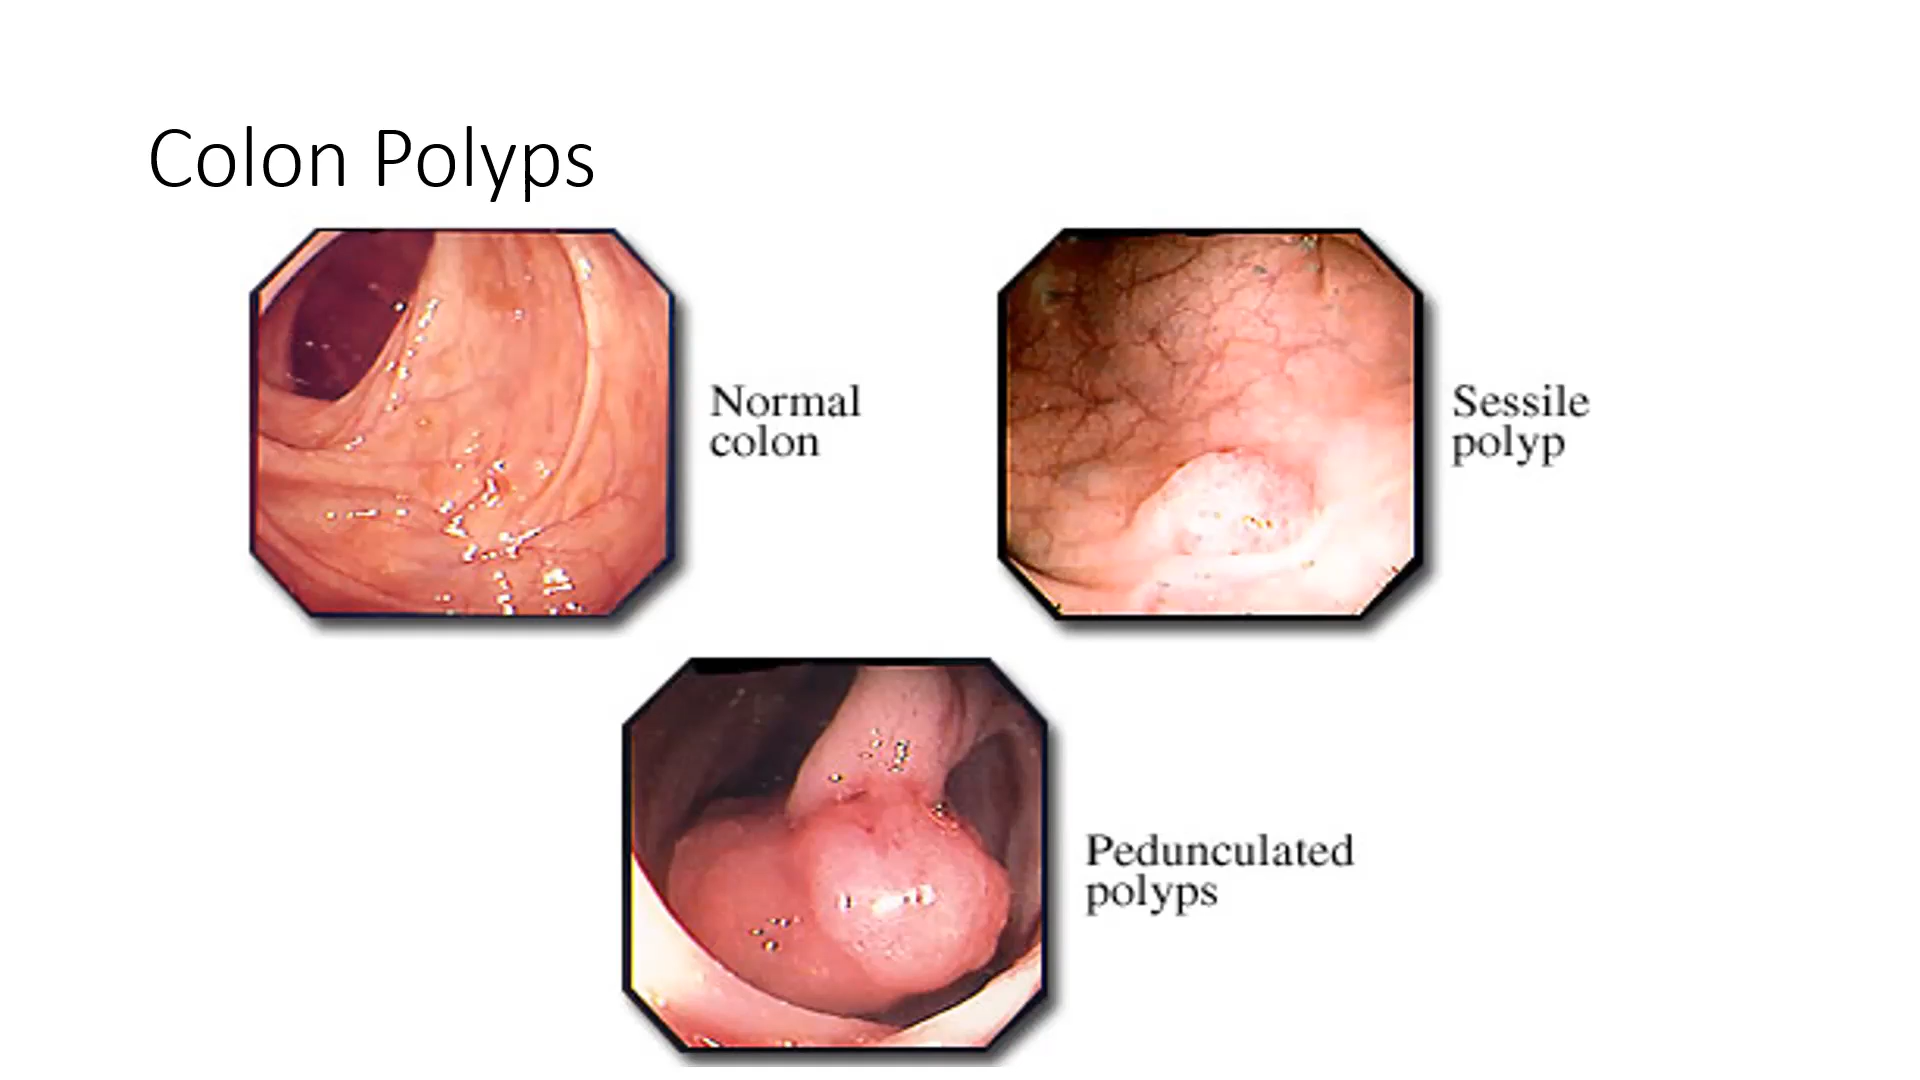 Colon Polyps
Normal
colon
Sessile
polyp
Pedunculated
polyps